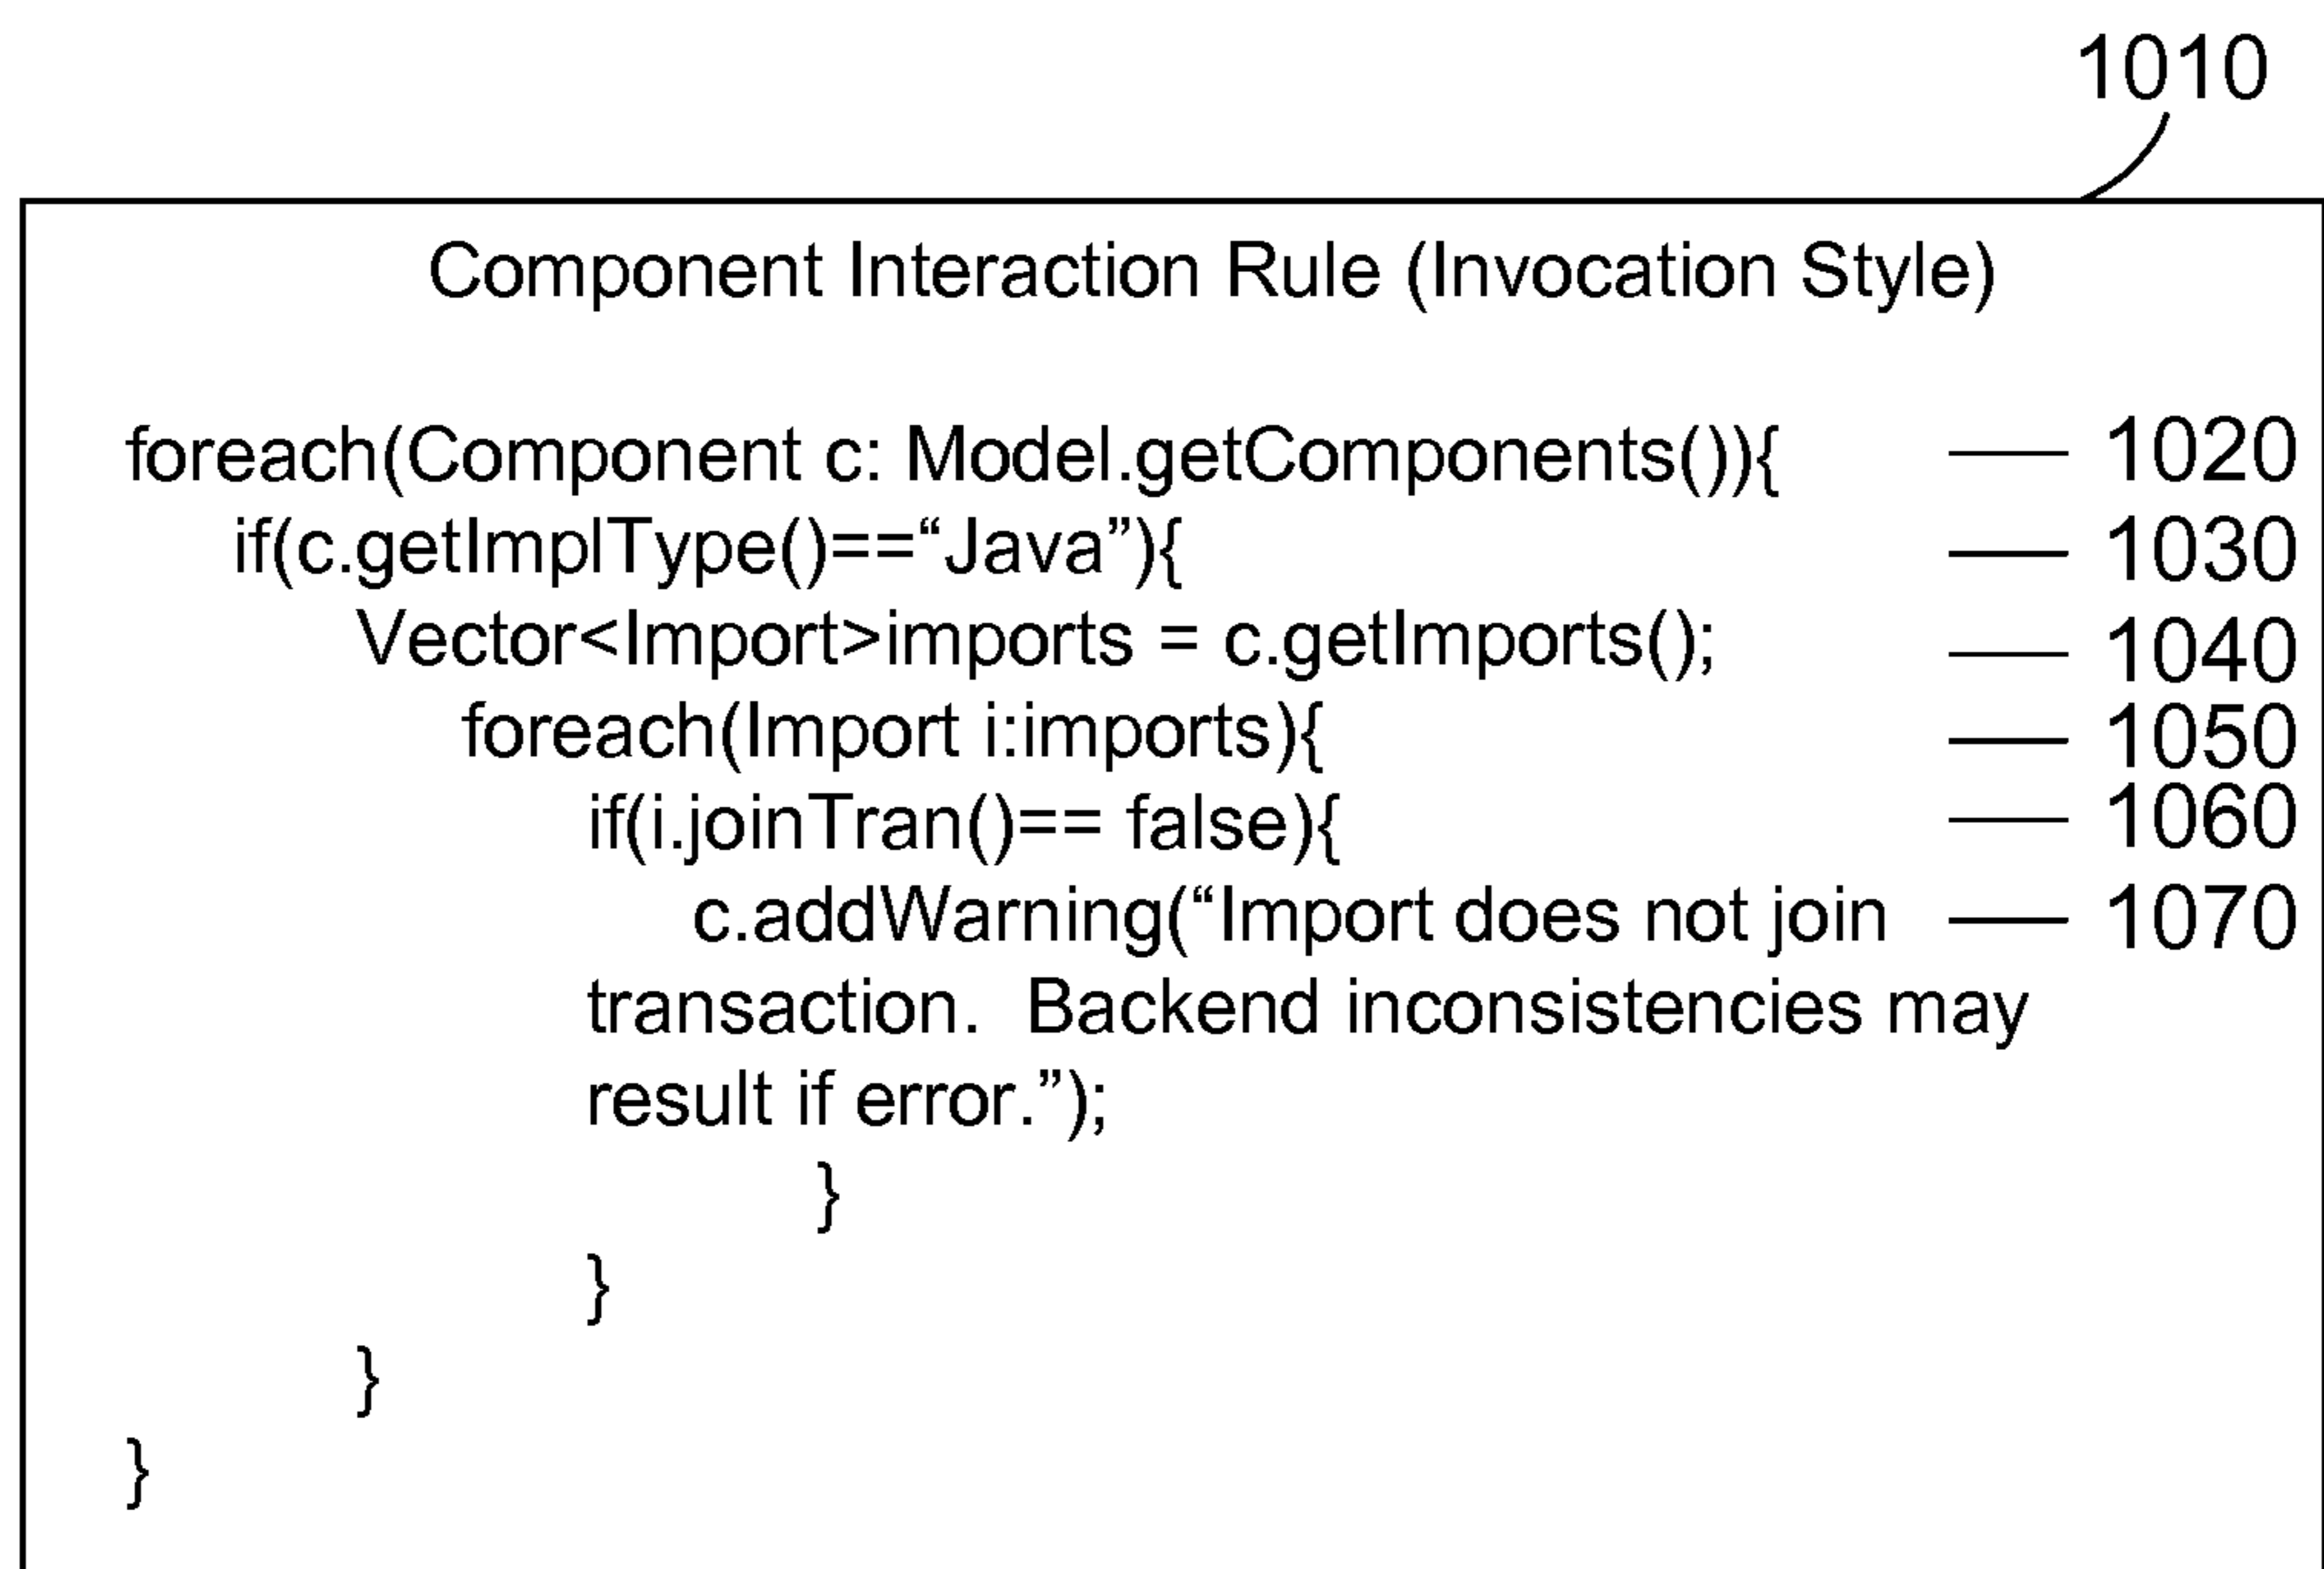 1010
Component Interaction Rule (Invocation Style)
foreach(Component c: Model.getComponents()){ 1020
if(c.getImplType()==“Java”){ 1030
Vector<Import>imports = c.getImports(); 1040
foreach(Import i:imports){ 1050
if(i.joinTran()== false){ 1060
c.addWarning(“Import does not join 1070
transaction.  Backend inconsistencies may
result if error.”);
}
}
}
}